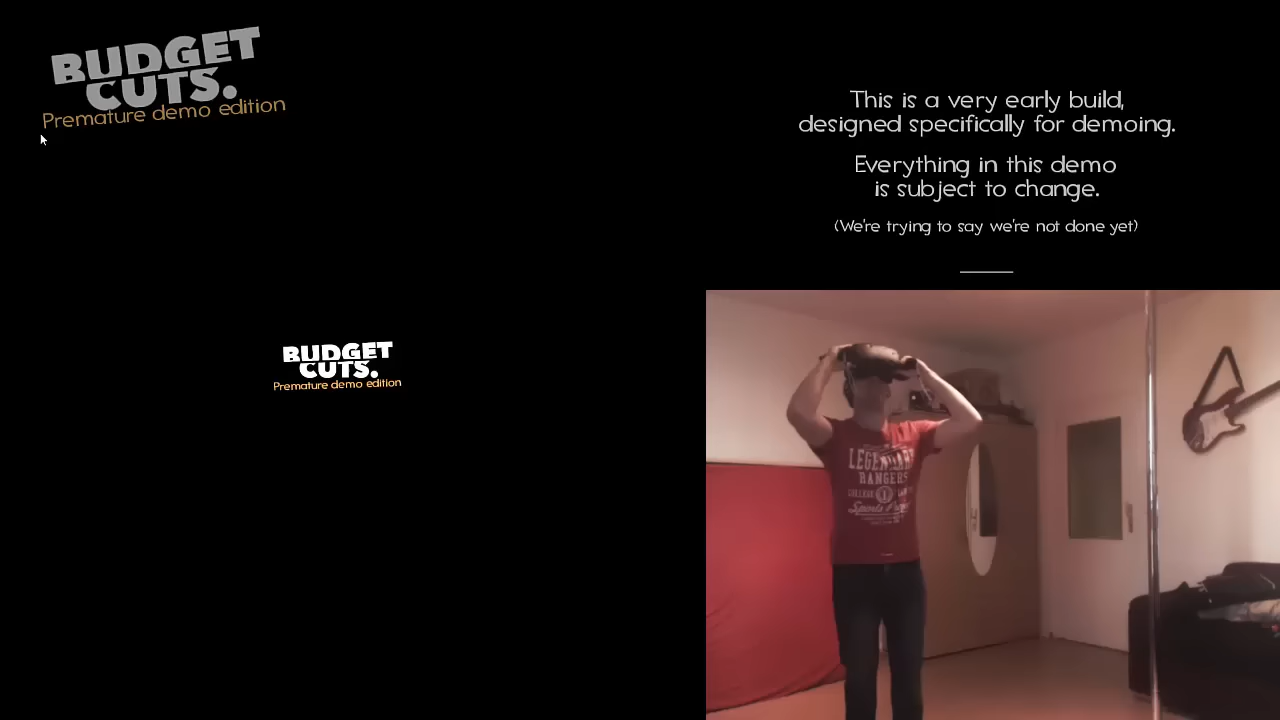 BUDGET
CUTS.
Premature demo edition
This is a very early build,
designed specifically for demoing.
Everything in this demo
is subject to change.
(We're trying to say we're not done yet)
BUDGET
CUTS.
Premature demo edition
LEGENDARY
RANGERS
COLLEGE
Sports